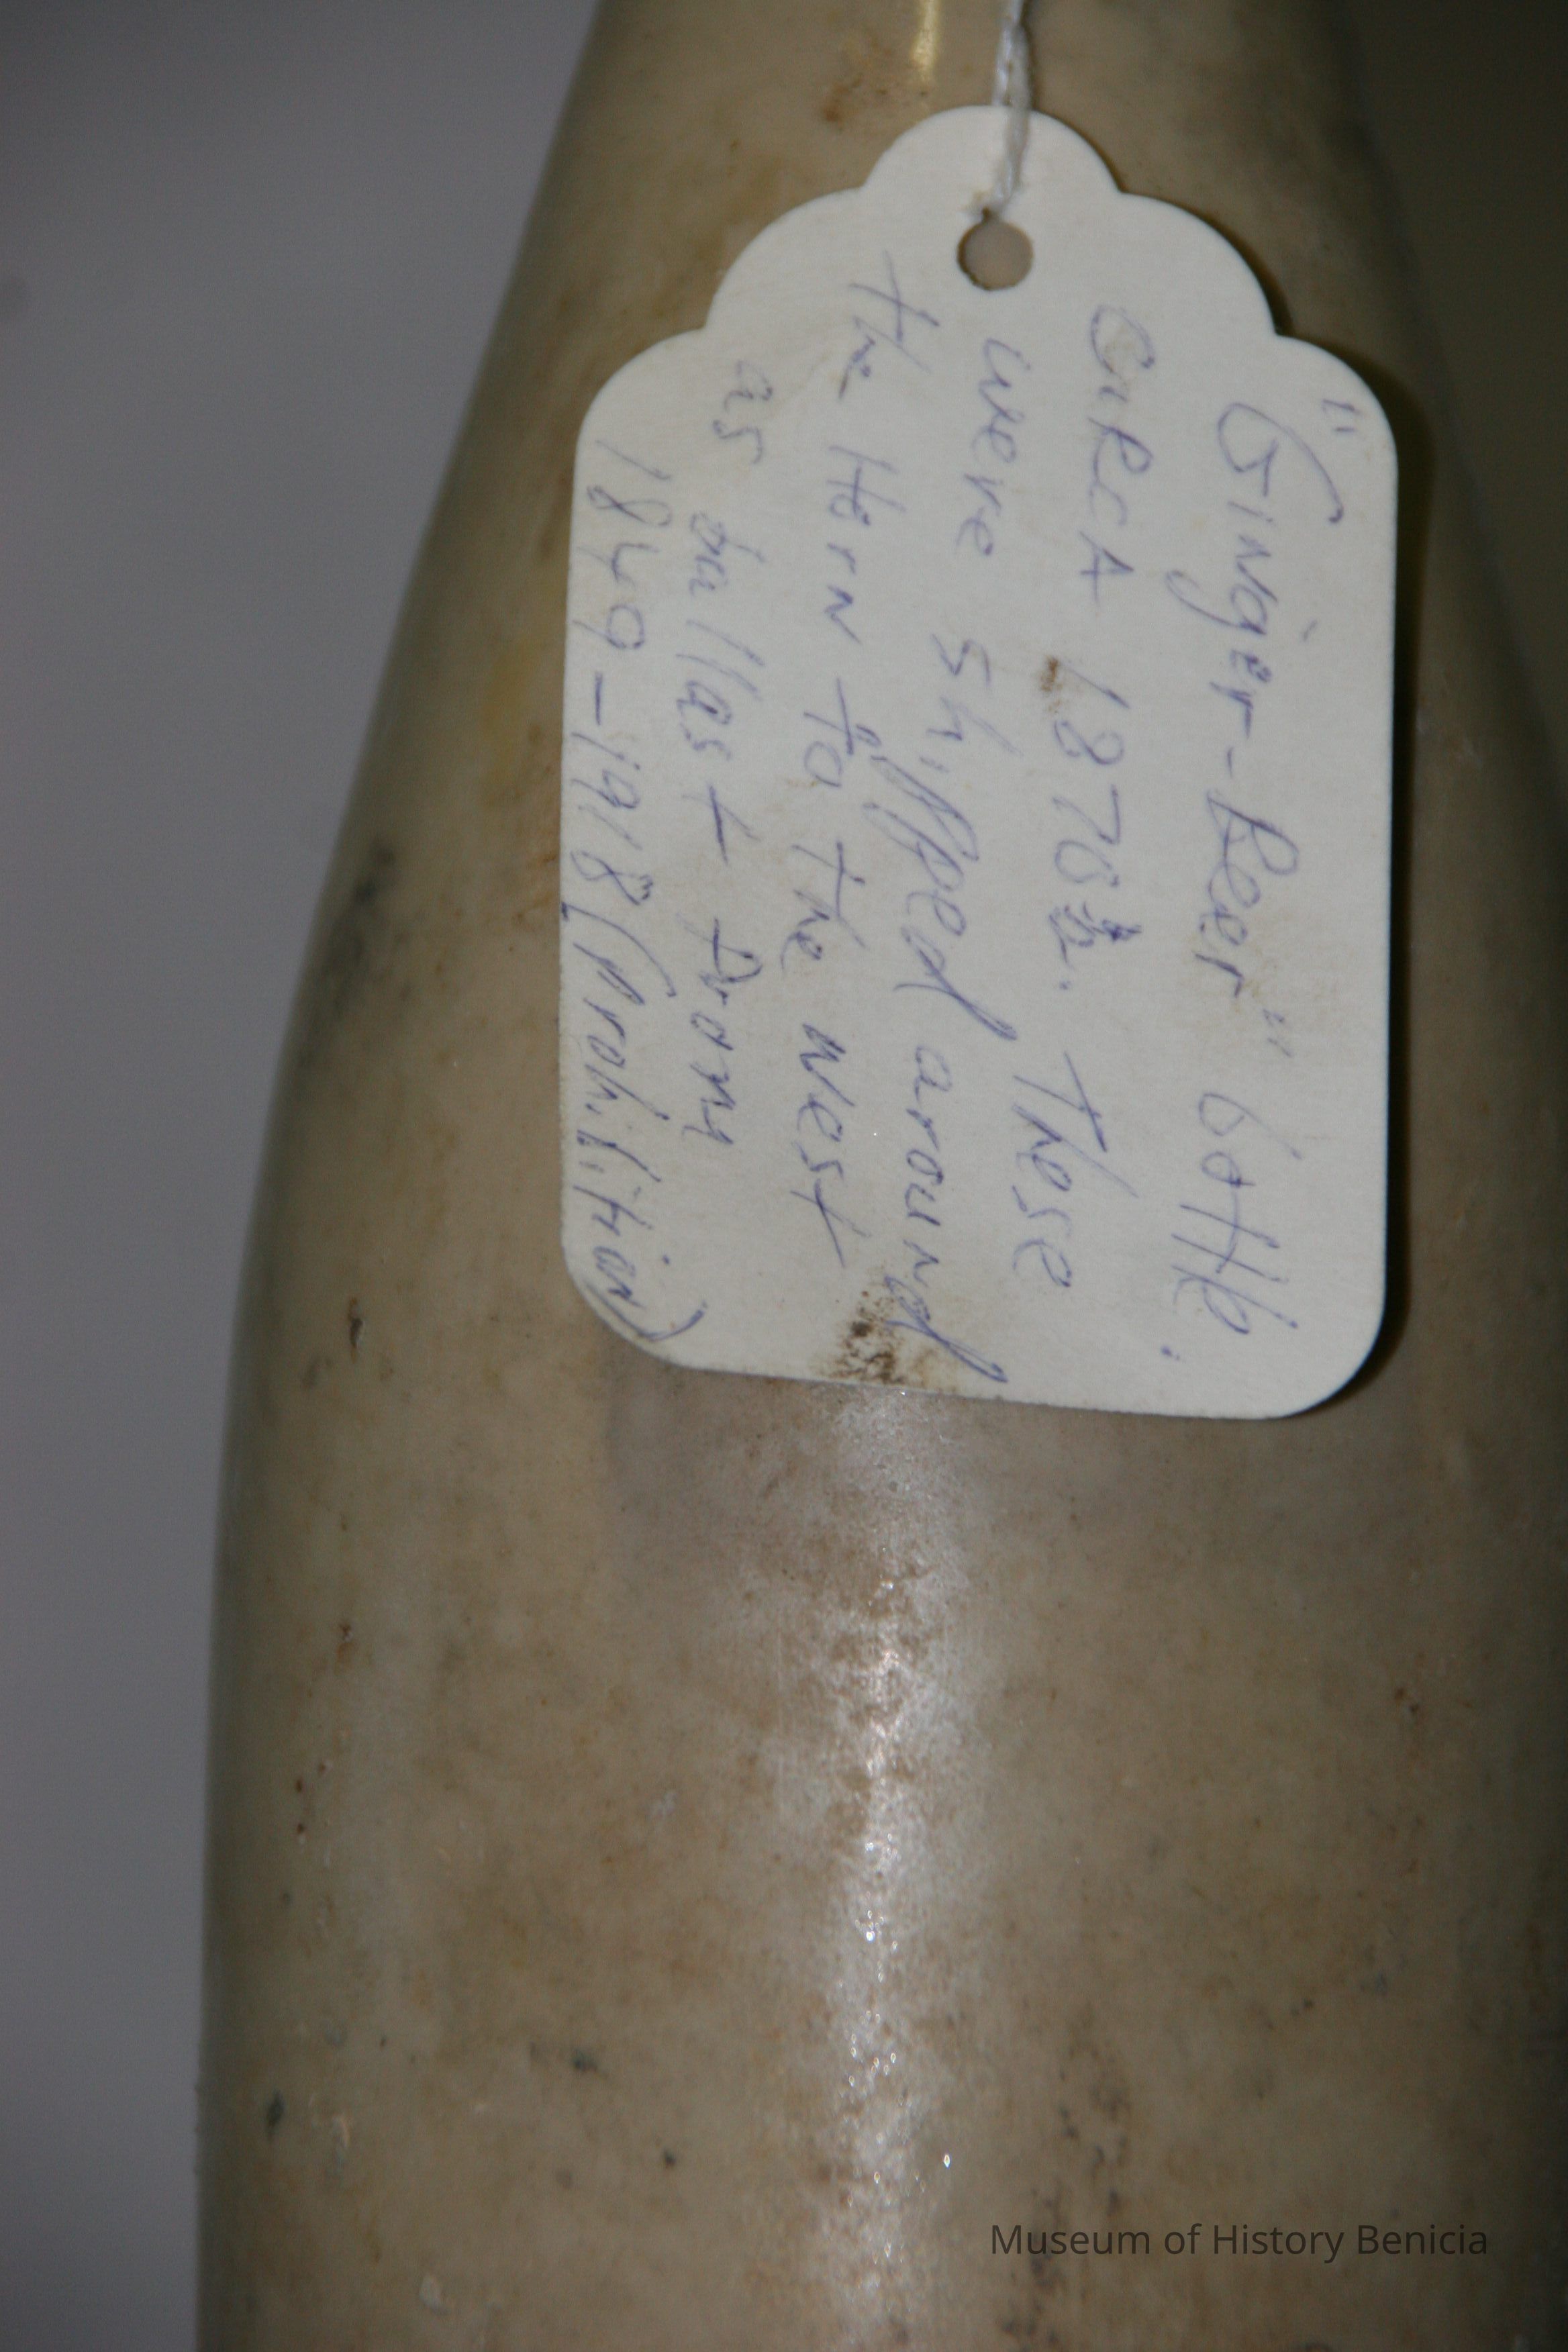 "Ginger-Beer" bottle.
CIRCA 1870's. These
were shipped around
the Horn to the West
as ballast from
1849-1918 (Prohibition)
Museum of History Benicia